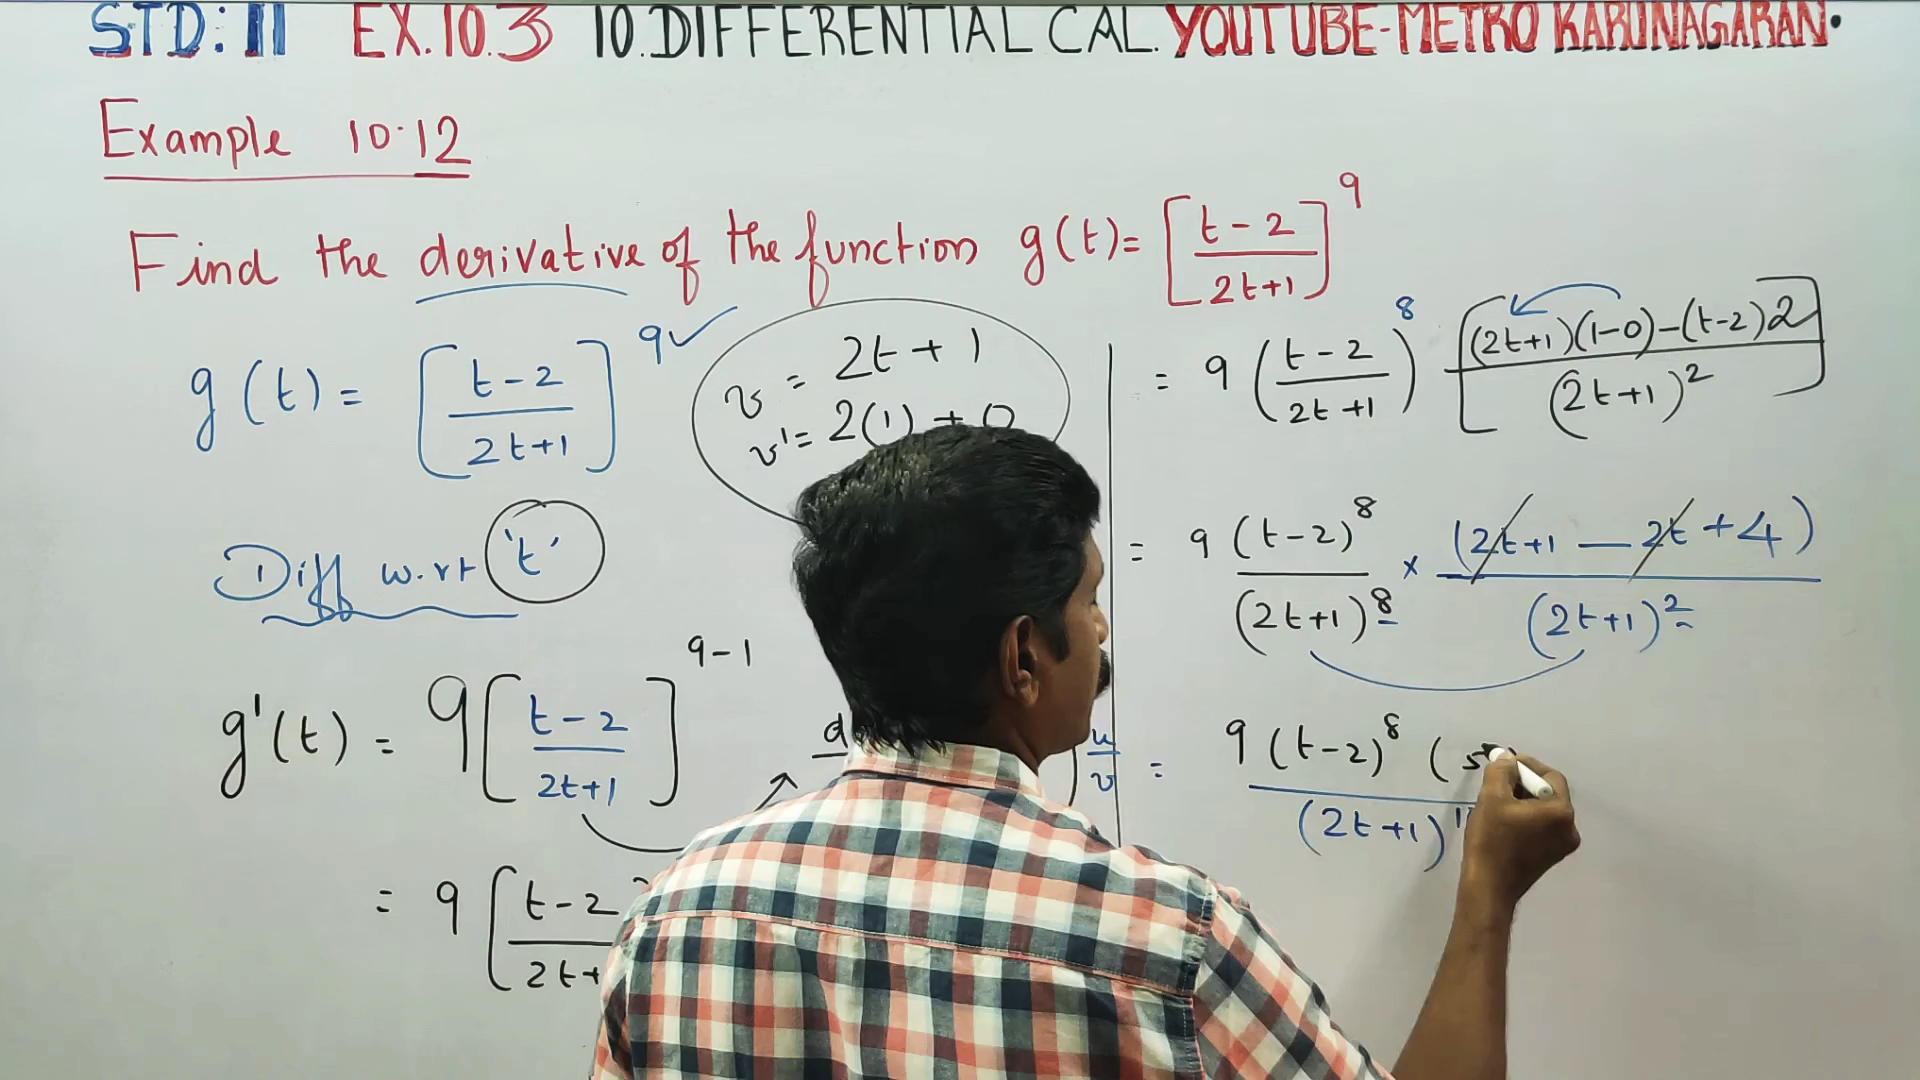 STD: 11 EX.10.3 10.DIFFERENTIAL CAL. YOUTUBE-METRO KARUNAGARAN.
Example 10.12
Find the derivative of the function g(t)= [t-2/2t+1]^9
g(t) = [t-2/2t+1]^9 ✓
v = 2t+1
v' = 2(1)+0
Diff w.rt 't'
g'(t) = 9[t-2/2t+1]^9-1 d u/v
= 9[t-2/2t+
= 9(t-2/2t+1)^8 [(2t+1)(1-0)-(t-2)2/(2t+1)^2]
= 9(t-2)^8/(2t+1)^8 × (2t+1-2t+4)/(2t+1)^2
= 9(t-2)^8 (5)/(2t+1)^1